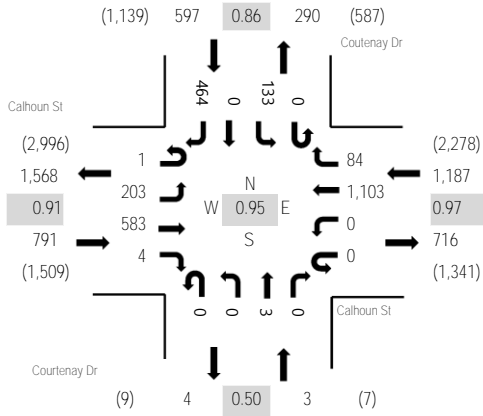 (1,139) 597 0.86 290 (587)
Coutenay Dr
464 0 133 0
Calhoun St
(2,996)
1,568
0.91
791
(1,509)
1
203
583
4
N
W 0.95 E
S
84
1,103
0
0
(2,278)
1,187
0.97
716
(1,341)
0 0 3 0
Calhoun St
Courtenay Dr
(9) 4 0.50 3 (7)